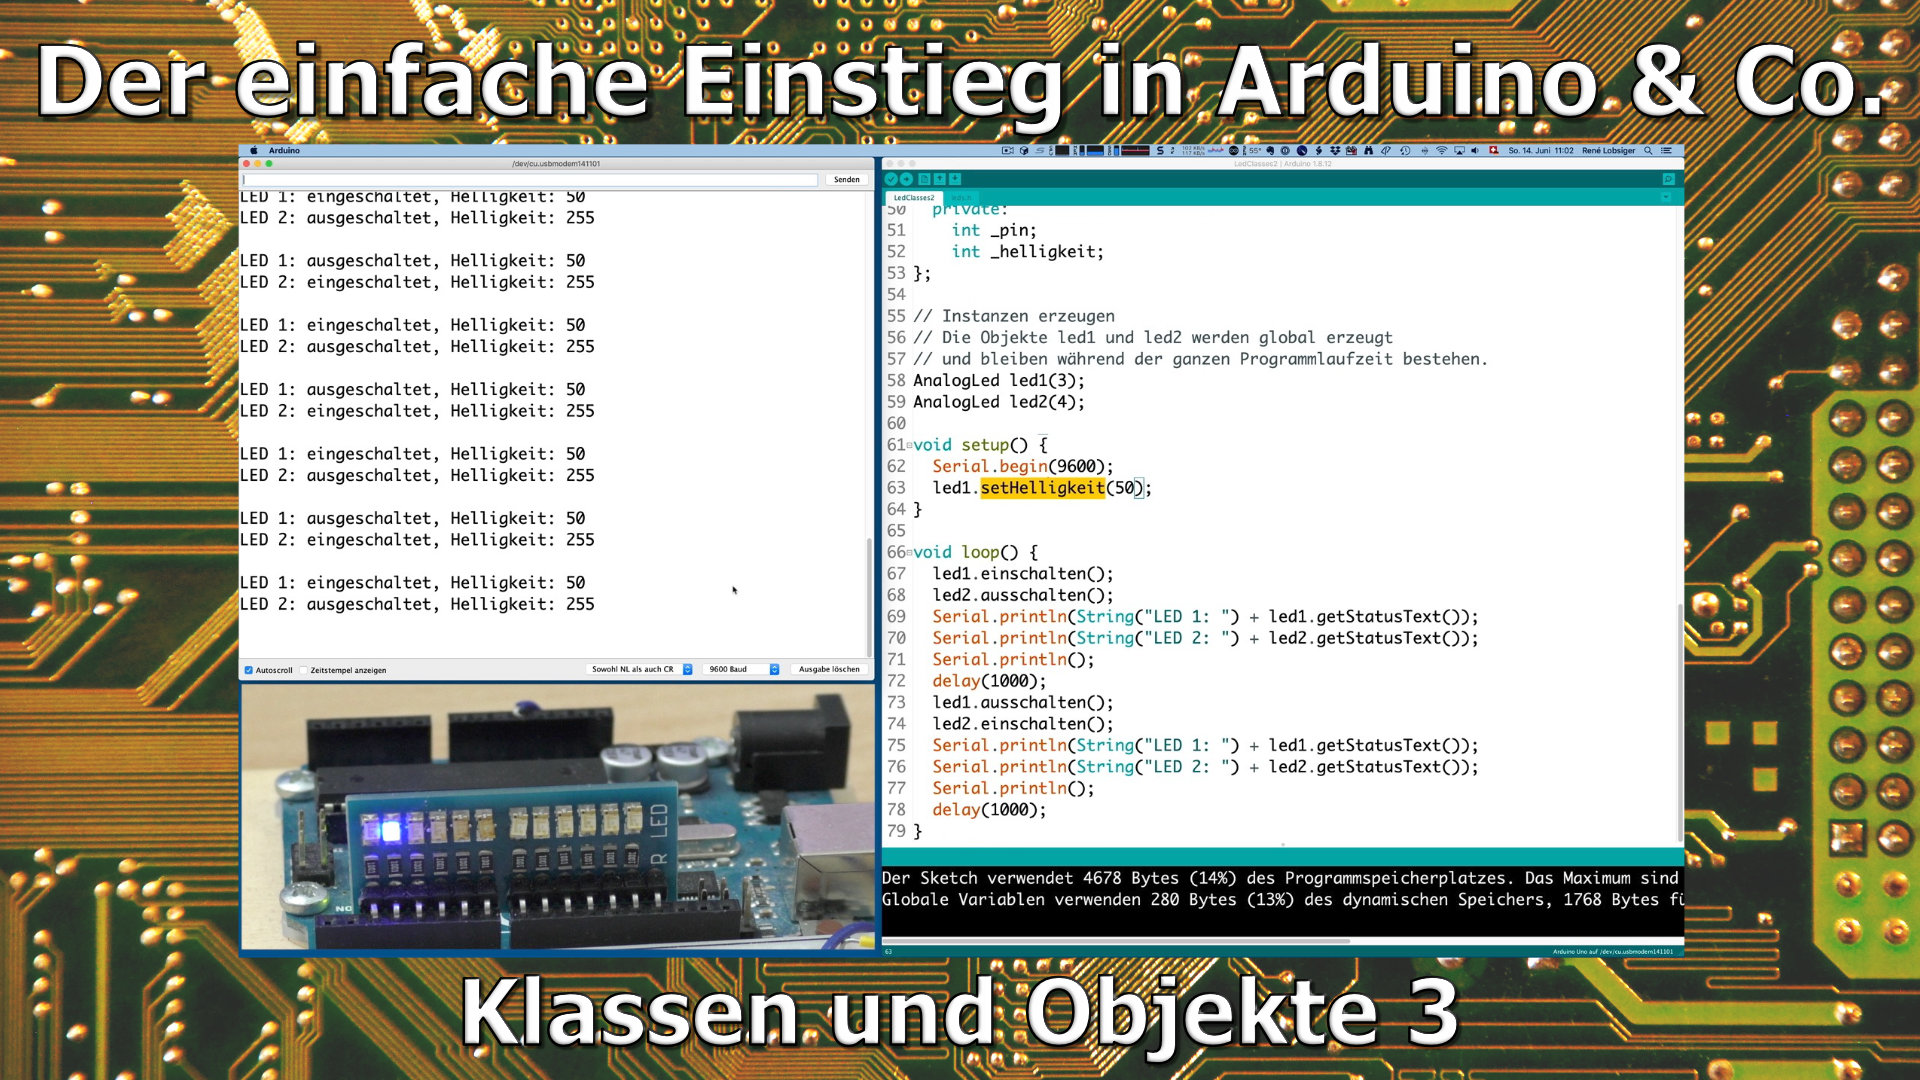 Der einfache Einstieg in Arduino & Co.
Arduino
So. 14. Juni 11:02 René Lobsiger
/dev/cu.usbmodem141101
Senden
LED 1: eingeschaltet, Helligkeit: 50
LED 2: ausgeschaltet, Helligkeit: 255
LED 1: ausgeschaltet, Helligkeit: 50
LED 2: eingeschaltet, Helligkeit: 255
LED 1: eingeschaltet, Helligkeit: 50
LED 2: ausgeschaltet, Helligkeit: 255
LED 1: ausgeschaltet, Helligkeit: 50
LED 2: eingeschaltet, Helligkeit: 255
LED 1: eingeschaltet, Helligkeit: 50
LED 2: ausgeschaltet, Helligkeit: 255
LED 1: ausgeschaltet, Helligkeit: 50
LED 2: eingeschaltet, Helligkeit: 255
LED 1: eingeschaltet, Helligkeit: 50
LED 2: ausgeschaltet, Helligkeit: 255
Autoscroll Zeitstempel anzeigen Sowohl NL als auch CR 9600 Baud Ausgabe löschen
R LED
LedClasses2 | Arduino 1.8.12
LedClasses2
50 private:
51 int _pin;
52 int _helligkeit;
53 };
54
55 // Instanzen erzeugen
56 // Die Objekte led1 und led2 werden global erzeugt
57 // und bleiben während der ganzen Programmlaufzeit bestehen.
58 AnalogLed led1(3);
59 AnalogLed led2(4);
60
61 void setup() {
62 Serial.begin(9600);
63 led1.setHelligkeit(50);
64 }
65
66 void loop() {
67 led1.einschalten();
68 led2.ausschalten();
69 Serial.println(String("LED 1: ") + led1.getStatusText());
70 Serial.println(String("LED 2: ") + led2.getStatusText());
71 Serial.println();
72 delay(1000);
73 led1.ausschalten();
74 led2.einschalten();
75 Serial.println(String("LED 1: ") + led1.getStatusText());
76 Serial.println(String("LED 2: ") + led2.getStatusText());
77 Serial.println();
78 delay(1000);
79 }
Der Sketch verwendet 4678 Bytes (14%) des Programmspeicherplatzes. Das Maximum sind
Globale Variablen verwenden 280 Bytes (13%) des dynamischen Speichers, 1768 Bytes fü
63
Arduino Uno auf /dev/cu.usbmodem141101
Klassen und Objekte 3